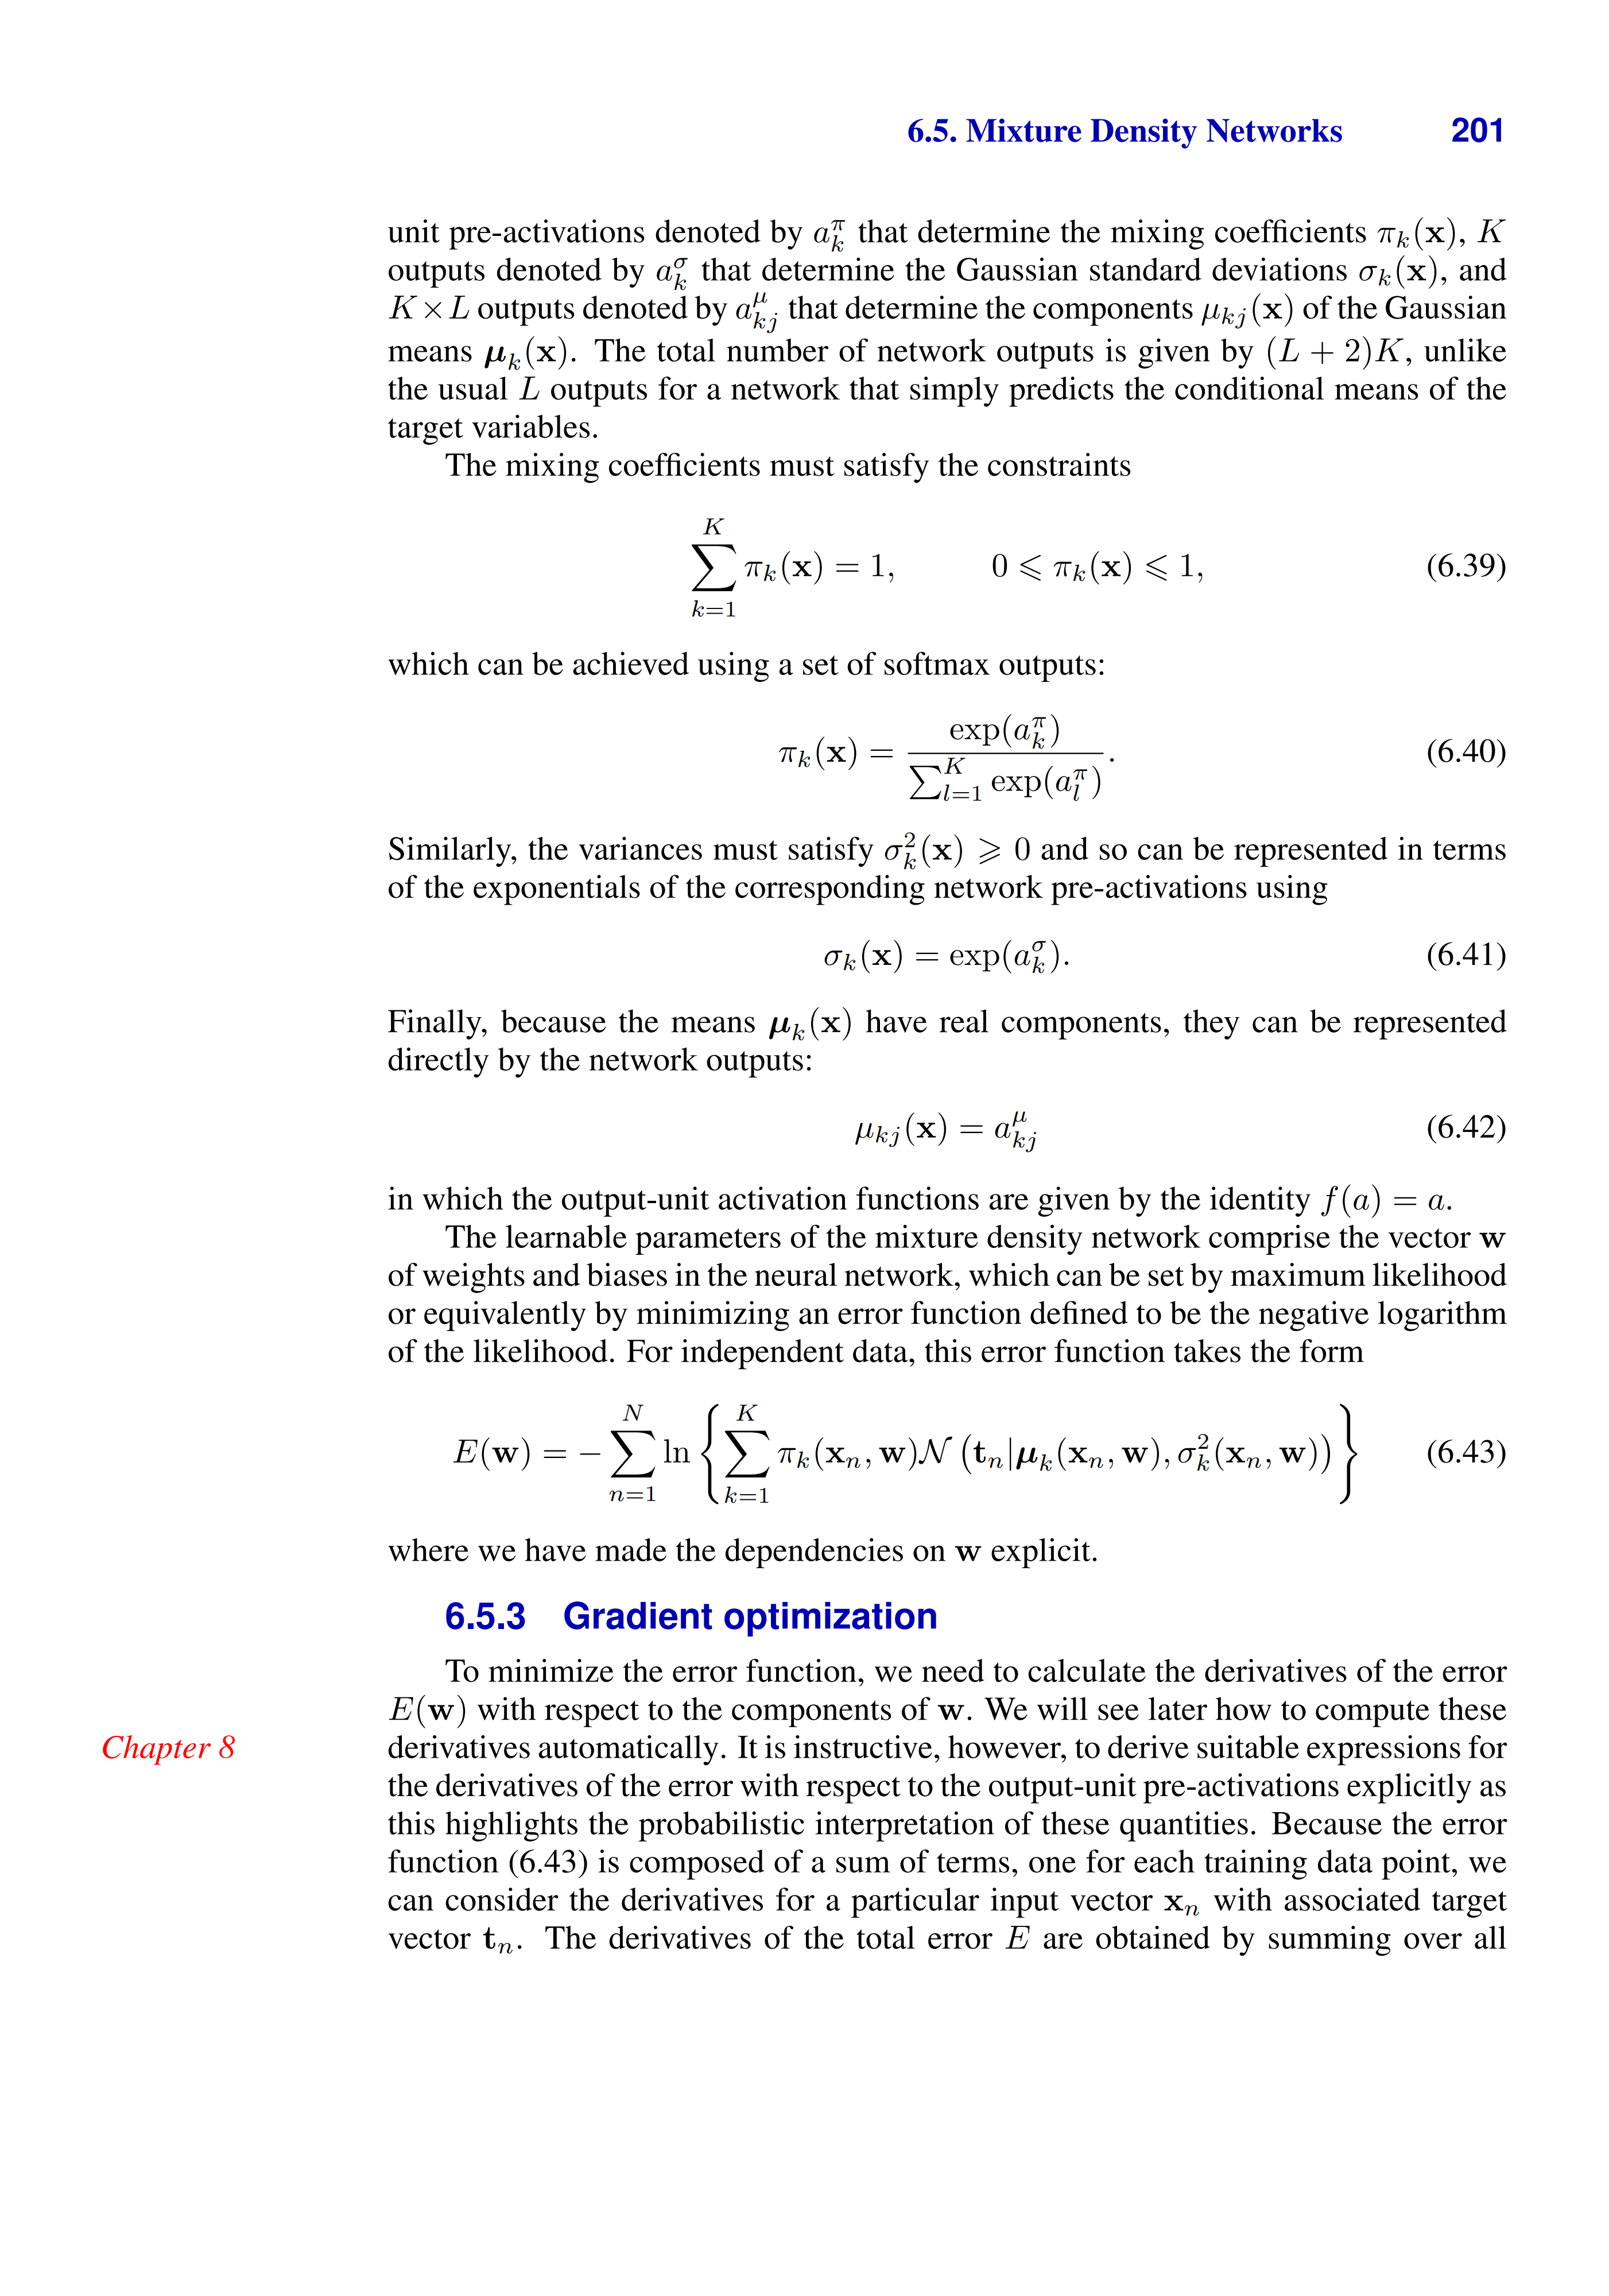 6.5. Mixture Density Networks 201
unit pre-activations denoted by $a_k^\pi$ that determine the mixing coefficients $\pi_k(\mathbf{x})$, $K$
outputs denoted by $a_k^\sigma$ that determine the Gaussian standard deviations $\sigma_k(\mathbf{x})$, and
$K \times L$ outputs denoted by $a_{kj}^\mu$ that determine the components $\mu_{kj}(\mathbf{x})$ of the Gaussian
means $\boldsymbol{\mu}_k(\mathbf{x})$. The total number of network outputs is given by $(L + 2)K$, unlike
the usual $L$ outputs for a network that simply predicts the conditional means of the
target variables.
The mixing coefficients must satisfy the constraints
$\sum_{k=1}^{K} \pi_k(\mathbf{x}) = 1, \qquad 0 \leqslant \pi_k(\mathbf{x}) \leqslant 1,$ (6.39)
which can be achieved using a set of softmax outputs:
$\pi_k(\mathbf{x}) = \frac{\exp(a_k^\pi)}{\sum_{l=1}^{K} \exp(a_l^\pi)}.$ (6.40)
Similarly, the variances must satisfy $\sigma_k^2(\mathbf{x}) \geqslant 0$ and so can be represented in terms
of the exponentials of the corresponding network pre-activations using
$\sigma_k(\mathbf{x}) = \exp(a_k^\sigma).$ (6.41)
Finally, because the means $\boldsymbol{\mu}_k(\mathbf{x})$ have real components, they can be represented
directly by the network outputs:
$\mu_{kj}(\mathbf{x}) = a_{kj}^\mu$ (6.42)
in which the output-unit activation functions are given by the identity $f(a) = a$.
The learnable parameters of the mixture density network comprise the vector $\mathbf{w}$
of weights and biases in the neural network, which can be set by maximum likelihood
or equivalently by minimizing an error function defined to be the negative logarithm
of the likelihood. For independent data, this error function takes the form
$E(\mathbf{w}) = -\sum_{n=1}^{N} \ln \left\{ \sum_{k=1}^{K} \pi_k(\mathbf{x}_n, \mathbf{w}) \mathcal{N}\left(\mathbf{t}_n | \boldsymbol{\mu}_k(\mathbf{x}_n, \mathbf{w}), \sigma_k^2(\mathbf{x}_n, \mathbf{w})\right) \right\}$ (6.43)
where we have made the dependencies on $\mathbf{w}$ explicit.
6.5.3 Gradient optimization
To minimize the error function, we need to calculate the derivatives of the error
$E(\mathbf{w})$ with respect to the components of $\mathbf{w}$. We will see later how to compute these
Chapter 8
derivatives automatically. It is instructive, however, to derive suitable expressions for
the derivatives of the error with respect to the output-unit pre-activations explicitly as
this highlights the probabilistic interpretation of these quantities. Because the error
function (6.43) is composed of a sum of terms, one for each training data point, we
can consider the derivatives for a particular input vector $\mathbf{x}_n$ with associated target
vector $\mathbf{t}_n$. The derivatives of the total error $E$ are obtained by summing over all